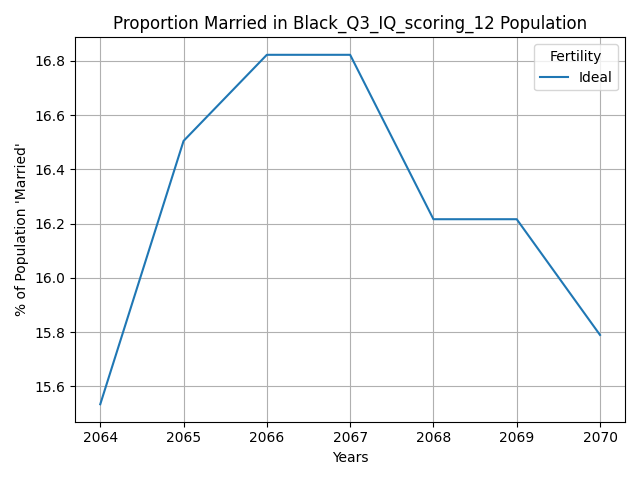 Proportion Married in Black_Q3_IQ_scoring_12 Population
Fertility
Ideal
% of Population 'Married'
16.8
16.6
16.4
16.2
16.0
15.8
15.6
2064 2065 2066 2067 2068 2069 2070
Years